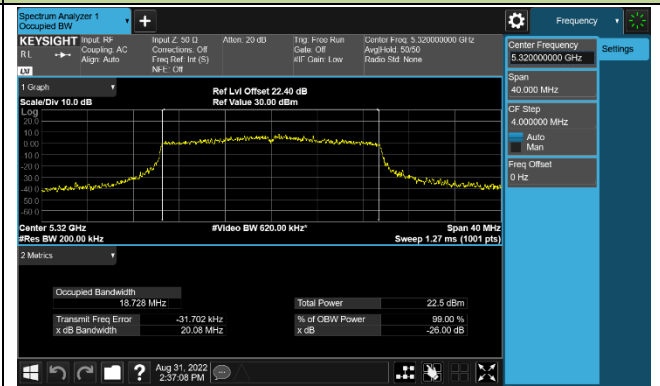 Spectrum Analyzer 1
Occupied BW
+
Frequency
KEYSIGHT
RL
LXI
Input: RF
Coupling: AC
Align: Auto
Input Z: 50 Ω
Corrections: Off
Freq Ref: Int (S)
NFE: Off
Atten: 20 dB
Trig: Free Run
Gate: Off
#IF Gain: Low
Center Freq: 5.320000000 GHz
Avg|Hold: 50/50
Radio Std: None
Center Frequency
5.320000000 GHz
Settings
Span
40.000 MHz
CF Step
4.000000 MHz
Auto
Man
Freq Offset
0 Hz
1 Graph
Scale/Div 10.0 dB
Ref Lvl Offset 22.40 dB
Ref Value 30.00 dBm
Log
20.0
10.0
0.00
-10.0
-20.0
-30.0
-40.0
-50.0
-60.0
Center 5.32 GHz
#Res BW 200.00 kHz
#Video BW 620.00 kHz*
Span 40 MHz
Sweep 1.27 ms (1001 pts)
2 Metrics
Occupied Bandwidth
18.728 MHz
Total Power 22.5 dBm
Transmit Freq Error -31.702 kHz
% of OBW Power 99.00 %
x dB Bandwidth 20.08 MHz
x dB -26.00 dB
?
Aug 31, 2022
2:37:08 PM